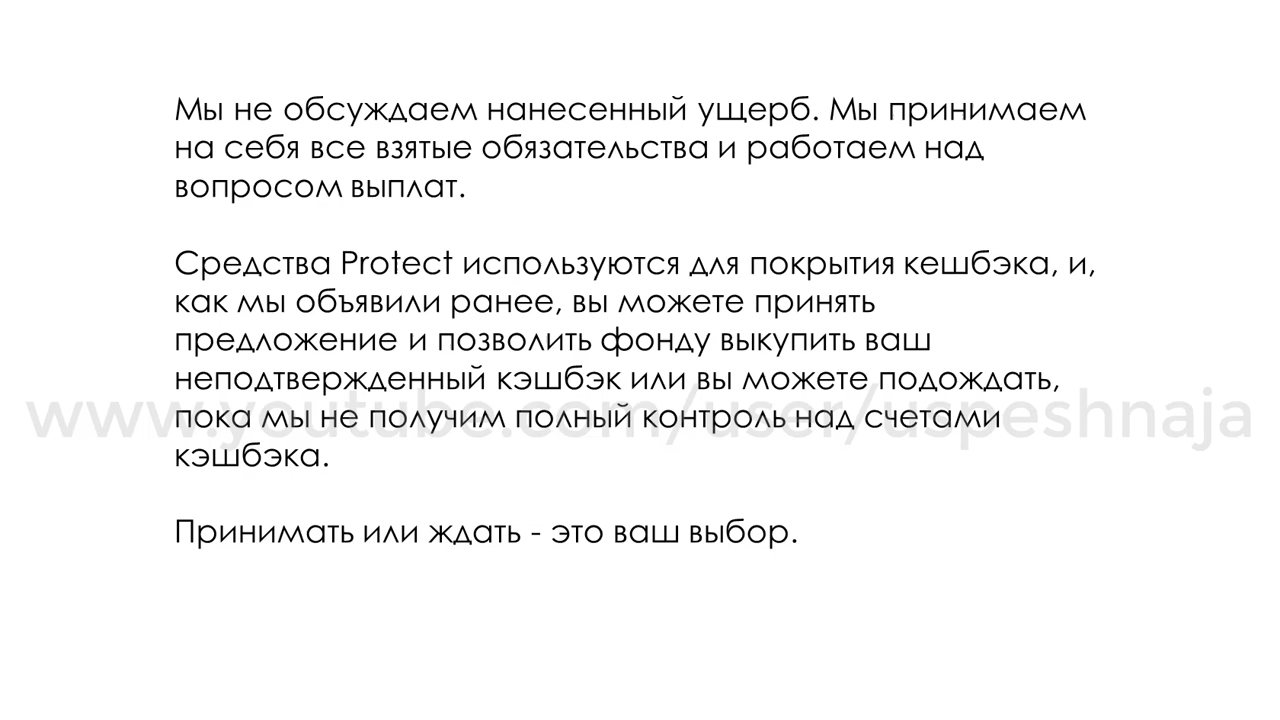 Мы не обсуждаем нанесенный ущерб. Мы принимаем
на себя все взятые обязательства и работаем над
вопросом выплат.
Средства Protect используются для покрытия кешбэка, и,
как мы объявили ранее, вы можете принять
предложение и позволить фонду выкупить ваш
неподтвержденный кэшбэк или вы можете подождать,
пока мы не получим полный контроль над счетами
www.youtube.com/user/uspeshnaja
кэшбэка.
Принимать или ждать - это ваш выбор.